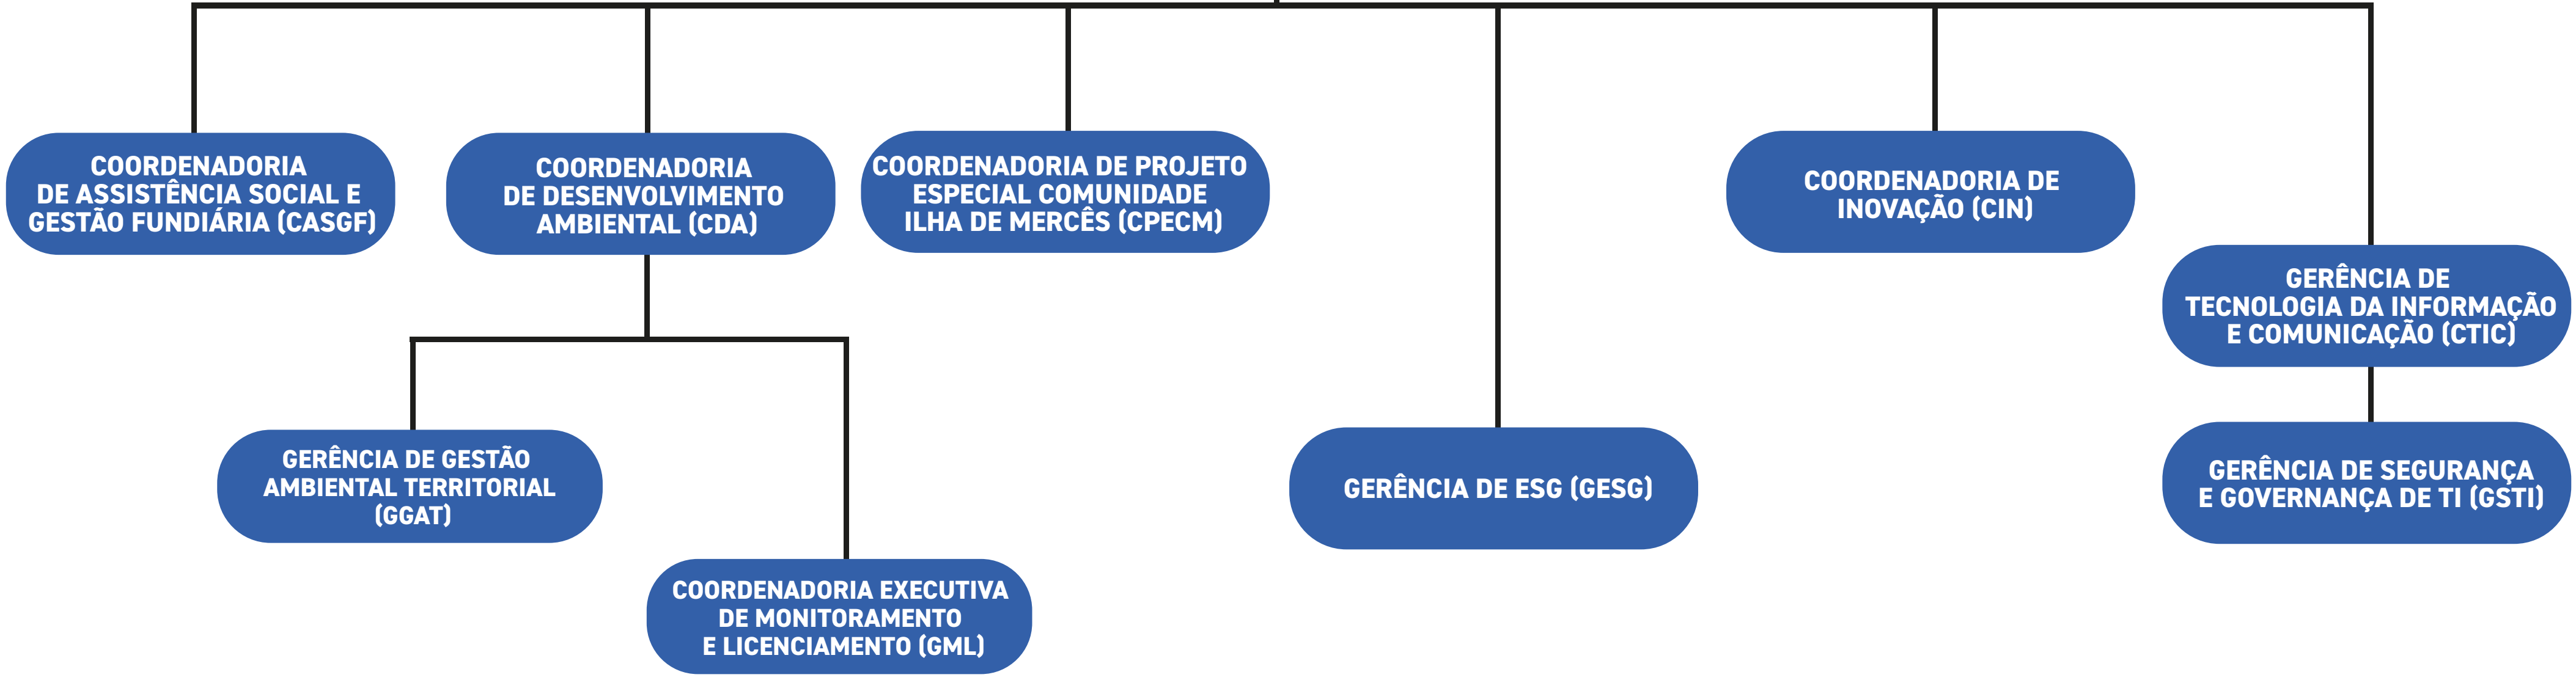 COORDENADORIA
DE ASSISTÊNCIA SOCIAL E
GESTÃO FUNDIÁRIA (CASGF)
COORDENADORIA
DE DESENVOLVIMENTO
AMBIENTAL (CDA)
COORDENADORIA DE PROJETO
ESPECIAL COMUNIDADE
ILHA DE MERCÊS (CPECM)
COORDENADORIA DE
INOVAÇÃO (CIN)
GERÊNCIA DE
TECNOLOGIA DA INFORMAÇÃO
E COMUNICAÇÃO (CTIC)
GERÊNCIA DE GESTÃO
AMBIENTAL TERRITORIAL
(GGAT)
GERÊNCIA DE ESG (GESG)
GERÊNCIA DE SEGURANÇA
E GOVERNANÇA DE TI (GSTI)
COORDENADORIA EXECUTIVA
DE MONITORAMENTO
E LICENCIAMENTO (GML)